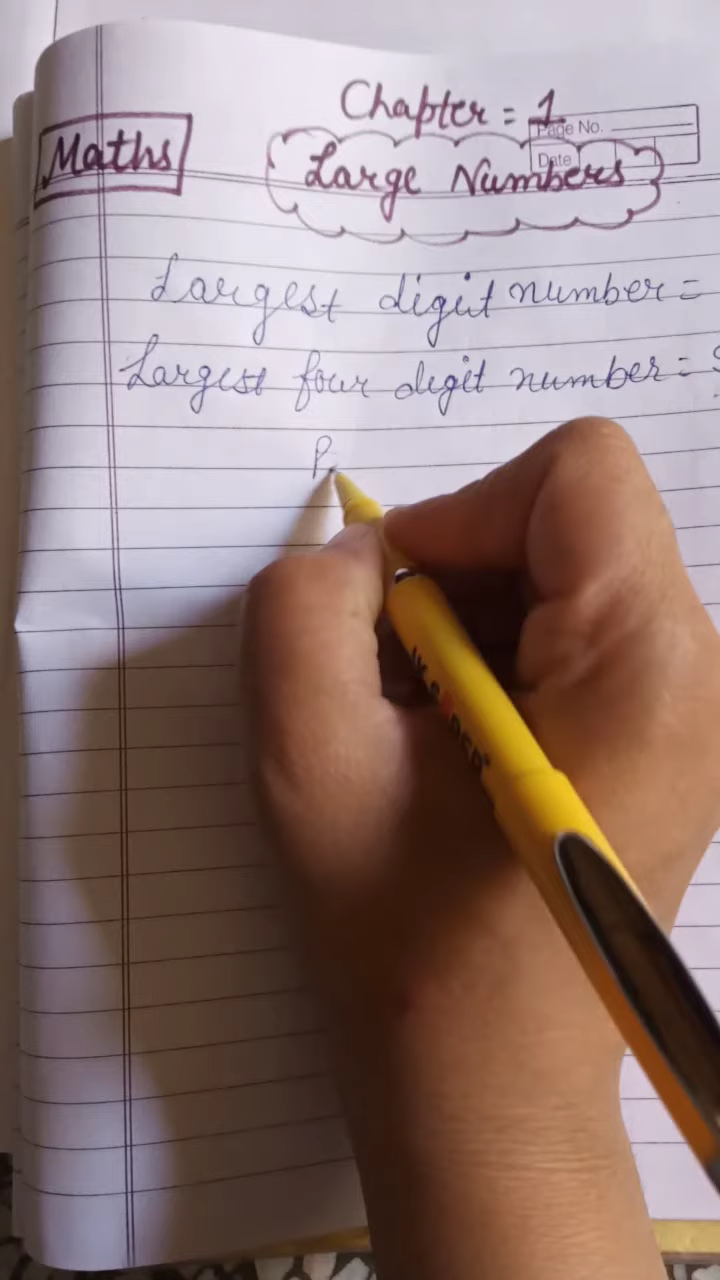 Chapter = 1
Page No.
Date
Maths
Large Numbers
Largest digit number =
Largest four digit number =
P